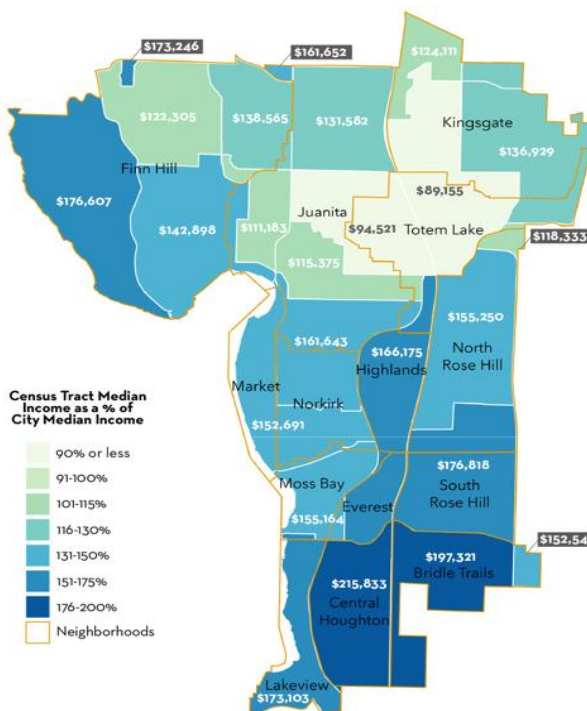 $173,246
$161,652
$124,111
$122,305
$138,565
$131,582
Kingsgate
$136,929
Finn Hill
$176,607
$142,898
$89,155
Juanita
$111,183
$94,521
Totem Lake
$118,333
$115,375
$155,250
$161,643
$166,175
North
Rose Hill
Highlands
Market
Norkirk
$152,691
Census Tract Median
Income as a % of
City Median Income
90% or less
91-100%
101-115%
116-130%
131-150%
151-175%
176-200%
Neighborhoods
Moss Bay
$155,164
Everest
$176,818
South
Rose Hill
$152,54
$197,321
Bridle Trails
$215,833
Central
Houghton
Lakeview
$173,103